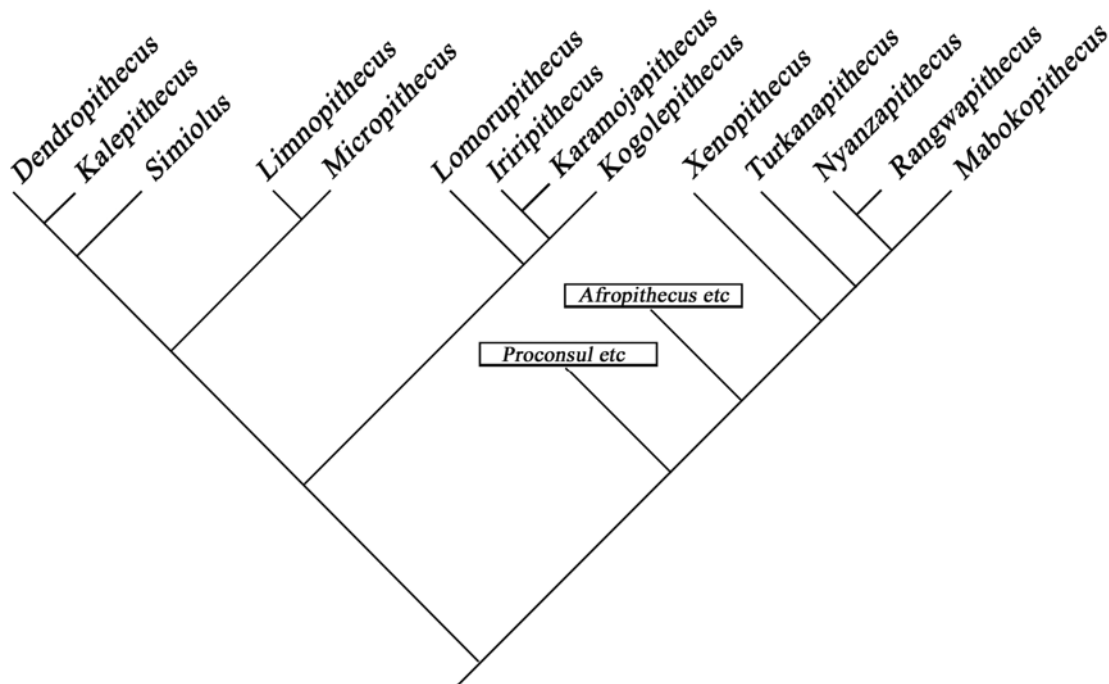 Dendropithecus
Kalepithecus
Simiolus
Limnopithecus
Micropithecus
Lomorupithecus
Iriripithecus
Karamojapithecus
Kogolepithecus
Xenopithecus
Turkanapithecus
Nyanzapithecus
Rangwapithecus
Mabokopithecus
Afropithecus etc
Proconsul etc